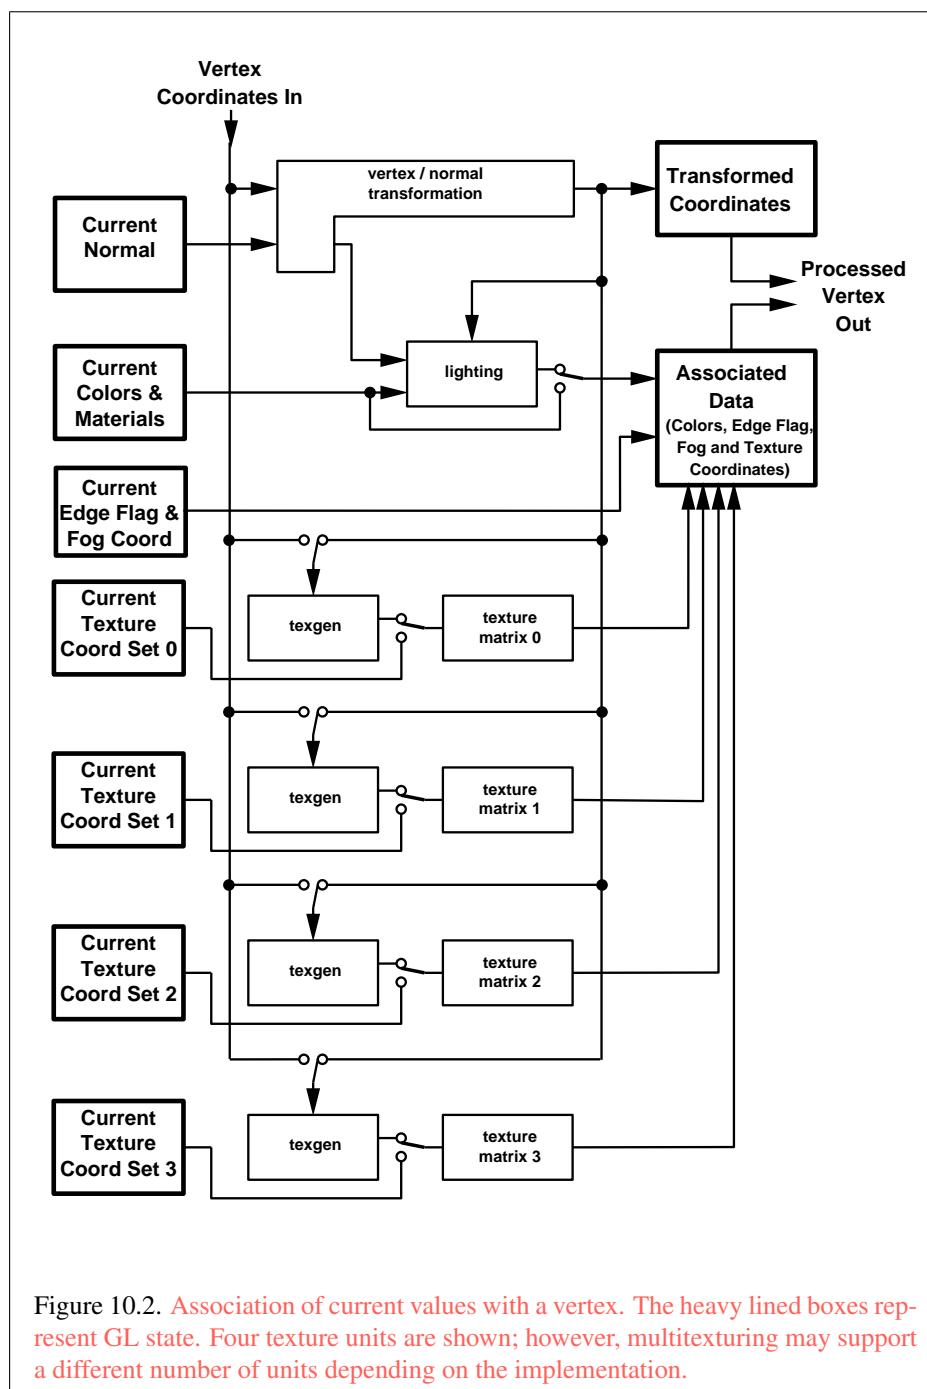 Vertex
Coordinates In
vertex / normal
transformation
Transformed
Coordinates
Current
Normal
Processed
Vertex
Out
Current
Colors &
Materials
lighting
Associated
Data
(Colors, Edge Flag,
Fog and Texture
Coordinates)
Current
Edge Flag &
Fog Coord
Current
Texture
Coord Set 0
texgen
texture
matrix 0
Current
Texture
Coord Set 1
texgen
texture
matrix 1
Current
Texture
Coord Set 2
texgen
texture
matrix 2
Current
Texture
Coord Set 3
texgen
texture
matrix 3
Figure 10.2. Association of current values with a vertex. The heavy lined boxes rep-
resent GL state. Four texture units are shown; however, multitexturing may support
a different number of units depending on the implementation.